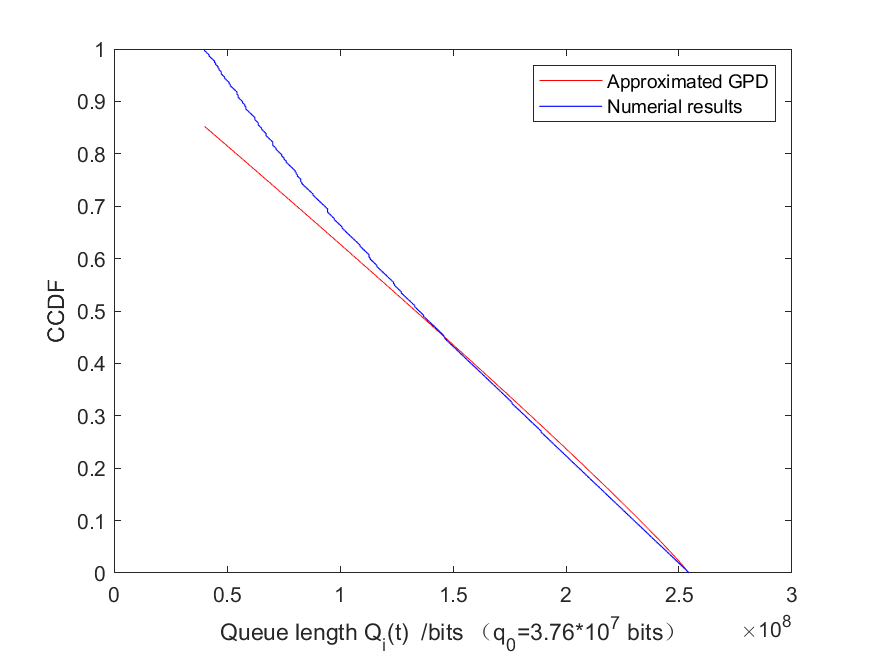 1
0.9
0.8
0.7
0.6
0.5
0.4
0.3
0.2
0.1
0
CCDF
Approximated GPD
Numerial results
0 0.5 1 1.5 2 2.5 3
×10^8
Queue length Q_i(t) /bits （q_0=3.76*10^7 bits）